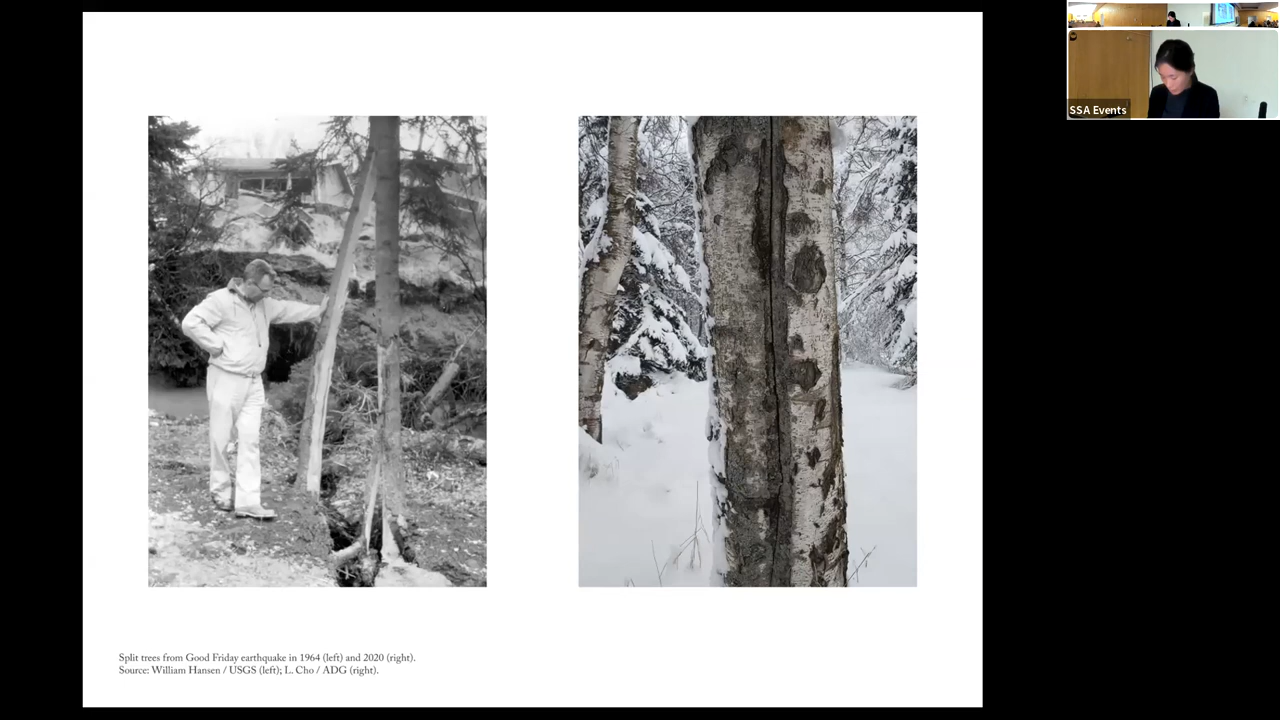 SSA Events
Split trees from Good Friday earthquake in 1964 (left) and 2020 (right).
Source: William Hansen / USGS (left); L. Cho / ADG (right).